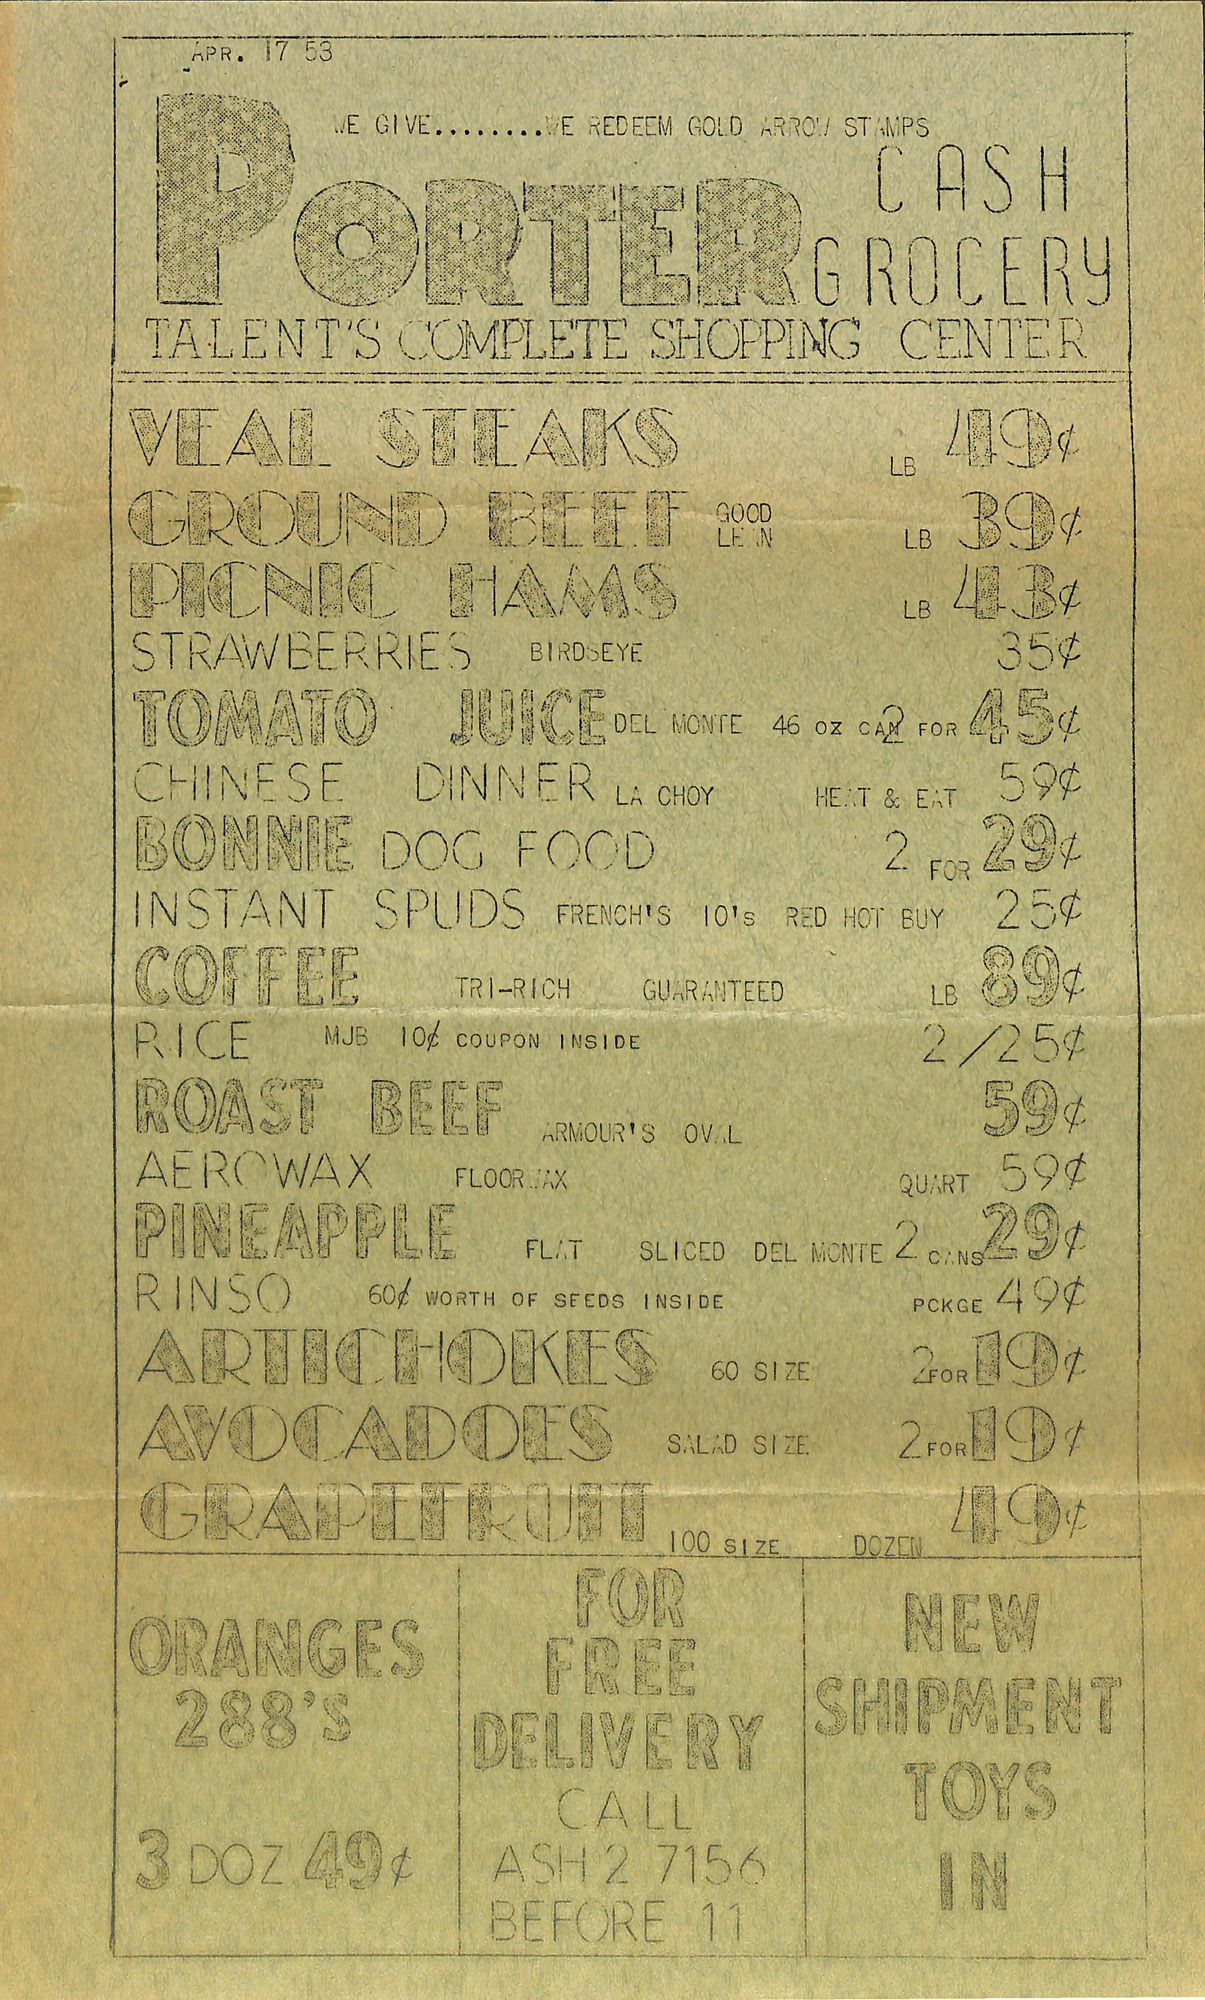 APR. 17 53
WE GIVE........WE REDEEM GOLD ARROW STAMPS
PORTER CASH GROCERY
TALENT'S COMPLETE SHOPPING CENTER
VEAL STEAKS LB 49¢
GROUND BEEF GOOD LEAN LB 39¢
PICNIC HAMS LB 43¢
STRAWBERRIES BIRDSEYE 35¢
TOMATO JUICE DEL MONTE 46 OZ CAN 2 FOR 45¢
CHINESE DINNER LA CHOY HEAT & EAT 59¢
BONNIE DOG FOOD 2 FOR 29¢
INSTANT SPUDS FRENCH'S 10's RED HOT BUY 25¢
COFFEE TRI-RICH GUARANTEED LB 89¢
RICE MJB 10¢ COUPON INSIDE 2/25¢
ROAST BEEF ARMOUR'S OVAL 59¢
AEROWAX FLOORWAX QUART 59¢
PINEAPPLE FLAT SLICED DEL MONTE 2 CANS 29¢
RINSO 60¢ WORTH OF SEEDS INSIDE PCKGE 49¢
ARTICHOKES 60 SIZE 2 FOR 19¢
AVOCADOES SALAD SIZE 2 FOR 19¢
GRAPEFRUIT 100 SIZE DOZEN 49¢
ORANGES
288'S
3 DOZ 49¢
FOR
FREE
DELIVERY
CALL
ASH 2 7156
BEFORE 11
NEW
SHIPMENT
TOYS
IN